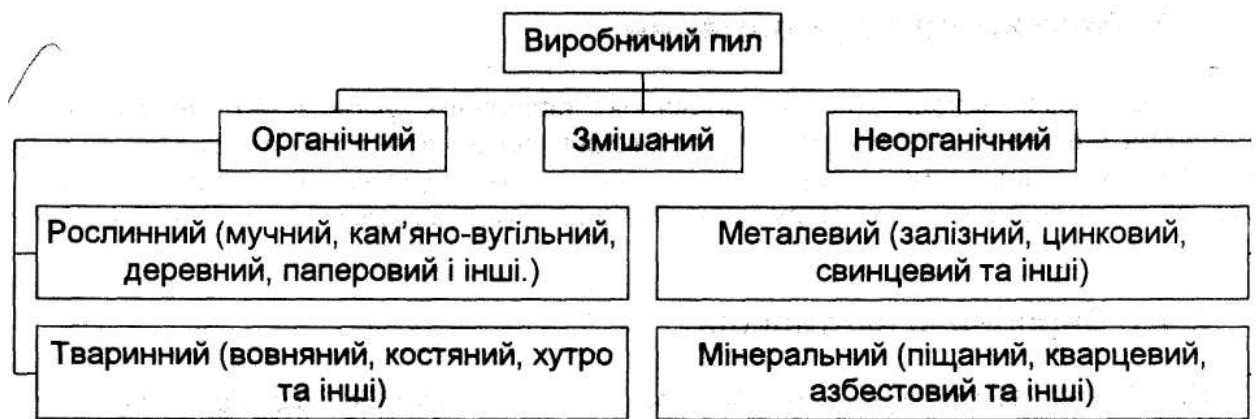 Виробничий пил
Органічний
Змішаний
Неорганічний
Рослинний (мучний, кам’яно-вугільний,
деревний, паперовий і інші.)
Металевий (залізний, цинковий,
свинцевий та інші)
Тваринний (вовняний, костяний, хутро
та інші)
Мінеральний (піщаний, кварцевий,
азбестовий та інші)